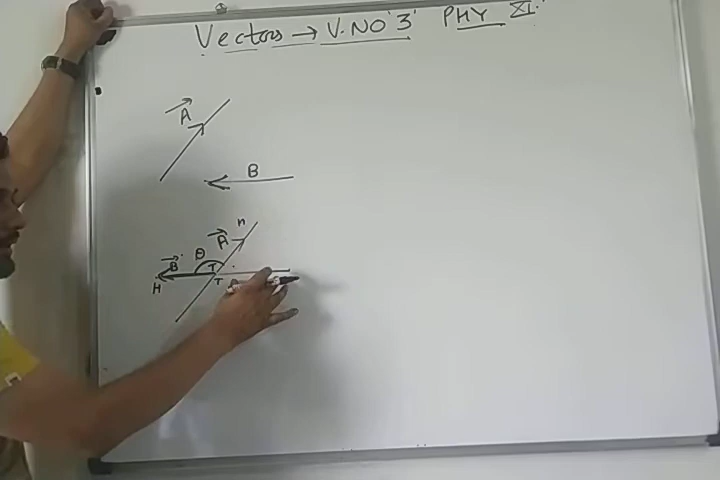 Vectors → V.NO '3' PHY XI
A
B
H
A
B θ
T
H T